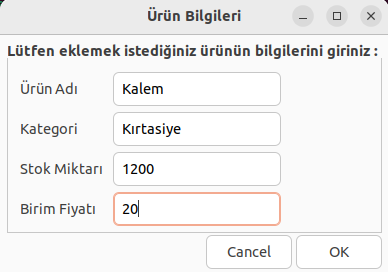 Ürün Bilgileri
Lütfen eklemek istediğiniz ürünün bilgilerini giriniz :
Ürün Adı Kalem
Kategori Kırtasiye
Stok Miktarı 1200
Birim Fiyatı 20
Cancel OK